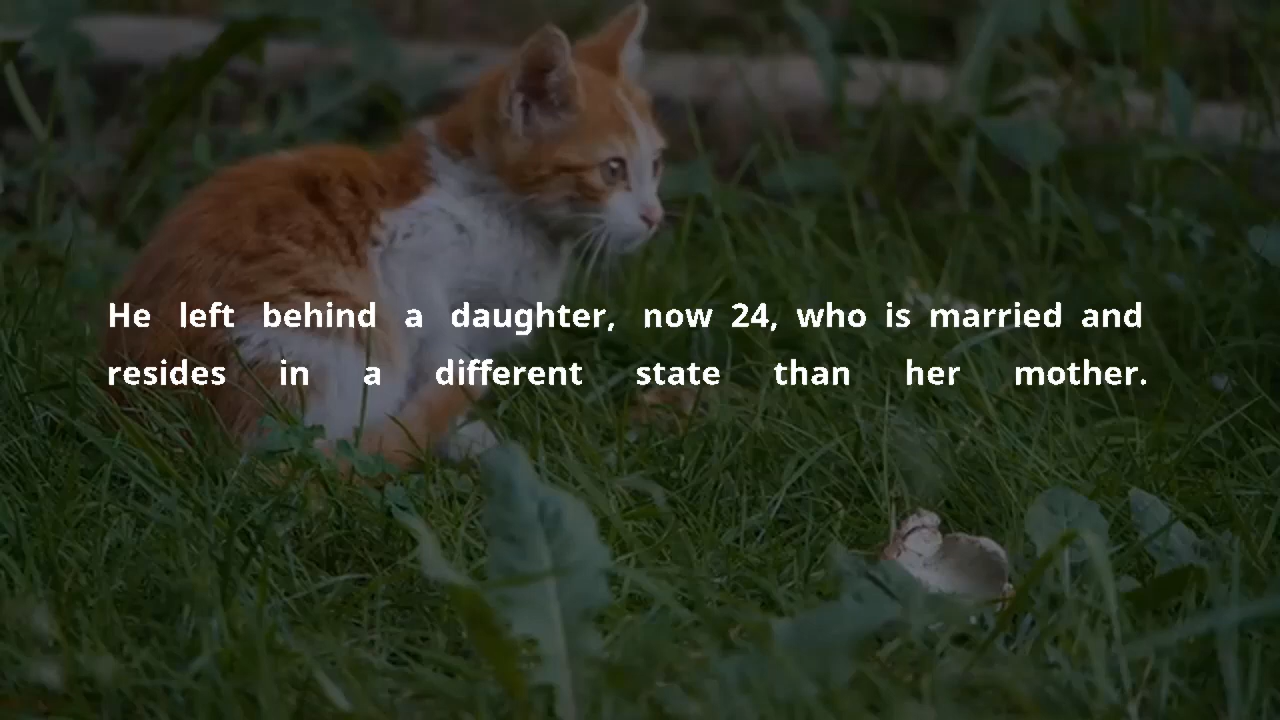 He left behind a daughter, now 24, who is married and
resides in a different state than her mother.